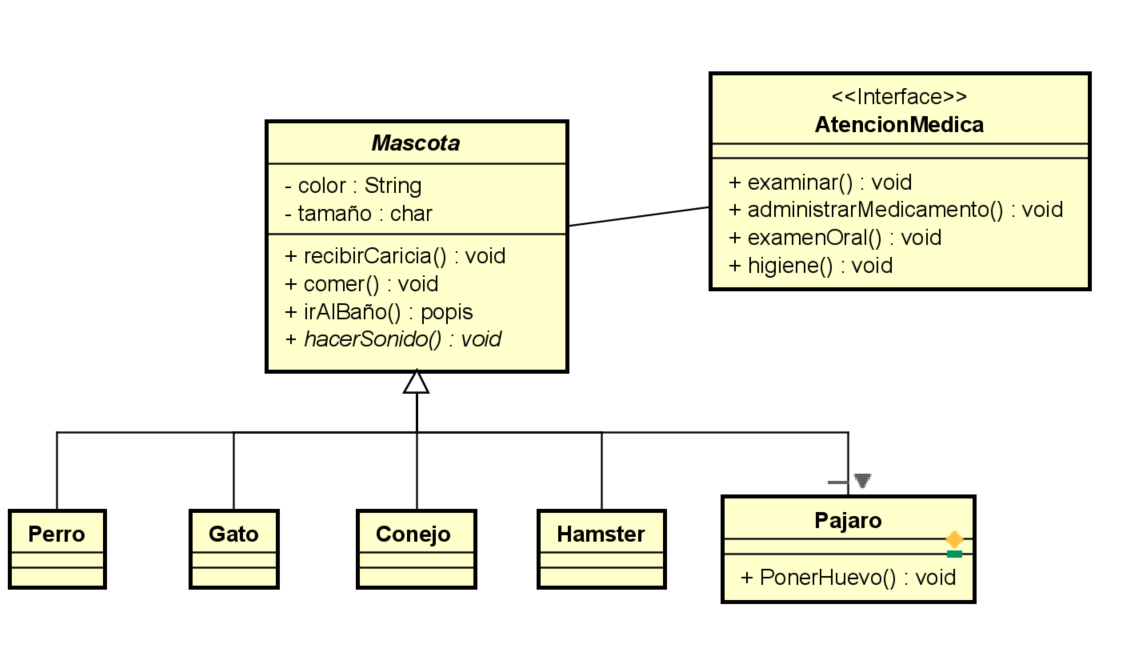 Mascota
- color : String
- tamaño : char
+ recibirCaricia() : void
+ comer() : void
+ irAlBaño() : popis
+ hacerSonido() : void
<<Interface>>
AtencionMedica
+ examinar() : void
+ administrarMedicamento() : void
+ examenOral() : void
+ higiene() : void
Perro
Gato
Conejo
Hamster
Pajaro
+ PonerHuevo() : void